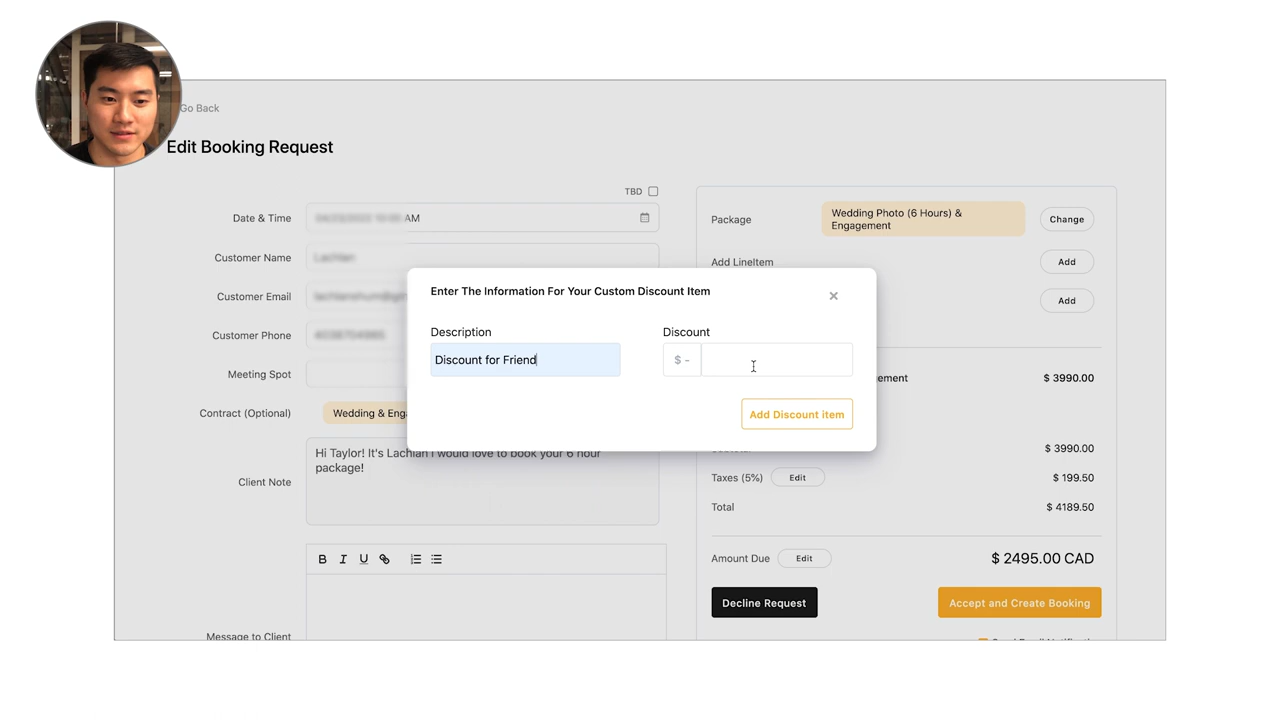 Go Back
Edit Booking Request
TBD
Date & Time
AM
Package
Wedding Photo (6 Hours) &
Engagement
Change
Customer Name
Add LineItem
Add
Customer Email
Add
Enter The Information For Your Custom Discount Item
Description
Discount
Discount for Friend
$ -
Add Discount item
Customer Phone
Meeting Spot
$ 3990.00
Contract (Optional)
Wedding & Eng
Hi Taylor! It's Lachlan I would love to book your 6 hour
package!
Client Note
$ 3990.00
Taxes (5%)
Edit
$ 199.50
Total
$ 4189.50
B I U
Amount Due
Edit
$ 2495.00 CAD
Decline Request
Accept and Create Booking
Message to Client